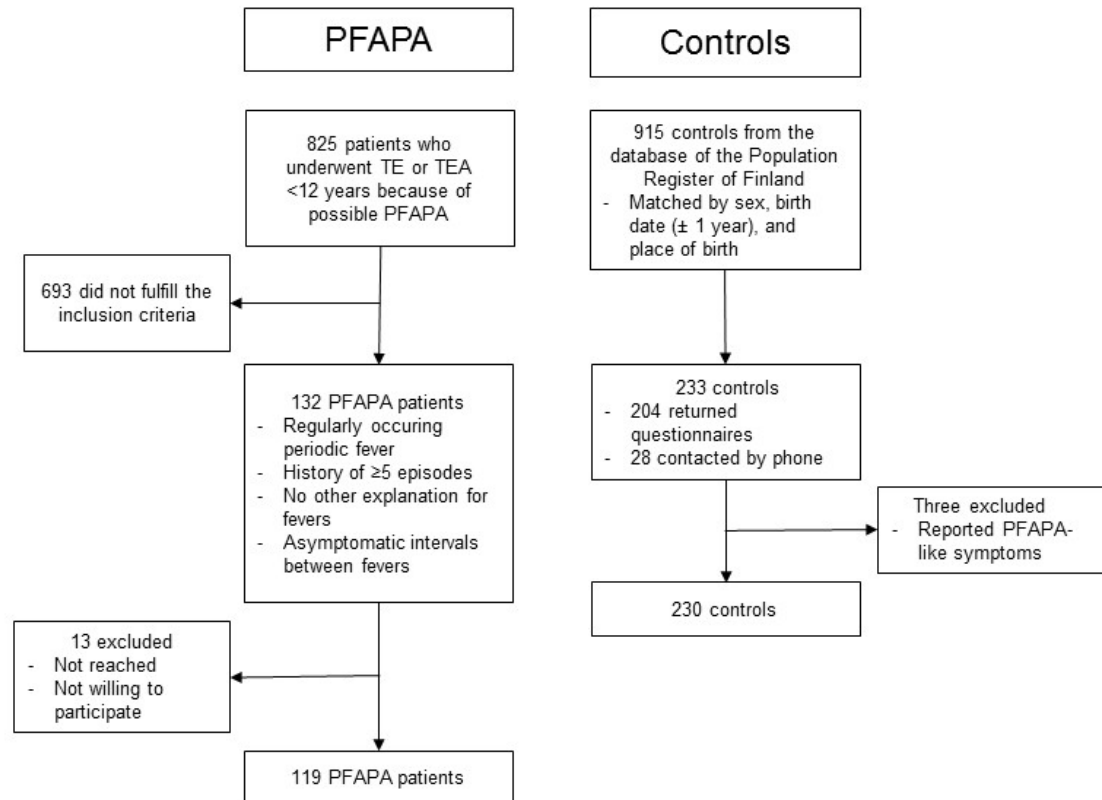 PFAPA
825 patients who
underwent TE or TEA
<12 years because of
possible PFAPA
693 did not fulfill the
inclusion criteria
132 PFAPA patients
- Regularly occuring
periodic fever
- History of ≥5 episodes
- No other explanation for
fevers
- Asymptomatic intervals
between fevers
13 excluded
- Not reached
- Not willing to
participate
119 PFAPA patients
Controls
915 controls from the
database of the Population
Register of Finland
- Matched by sex, birth
date (± 1 year), and
place of birth
233 controls
- 204 returned
questionnaires
- 28 contacted by phone
Three excluded
- Reported PFAPA-
like symptoms
230 controls